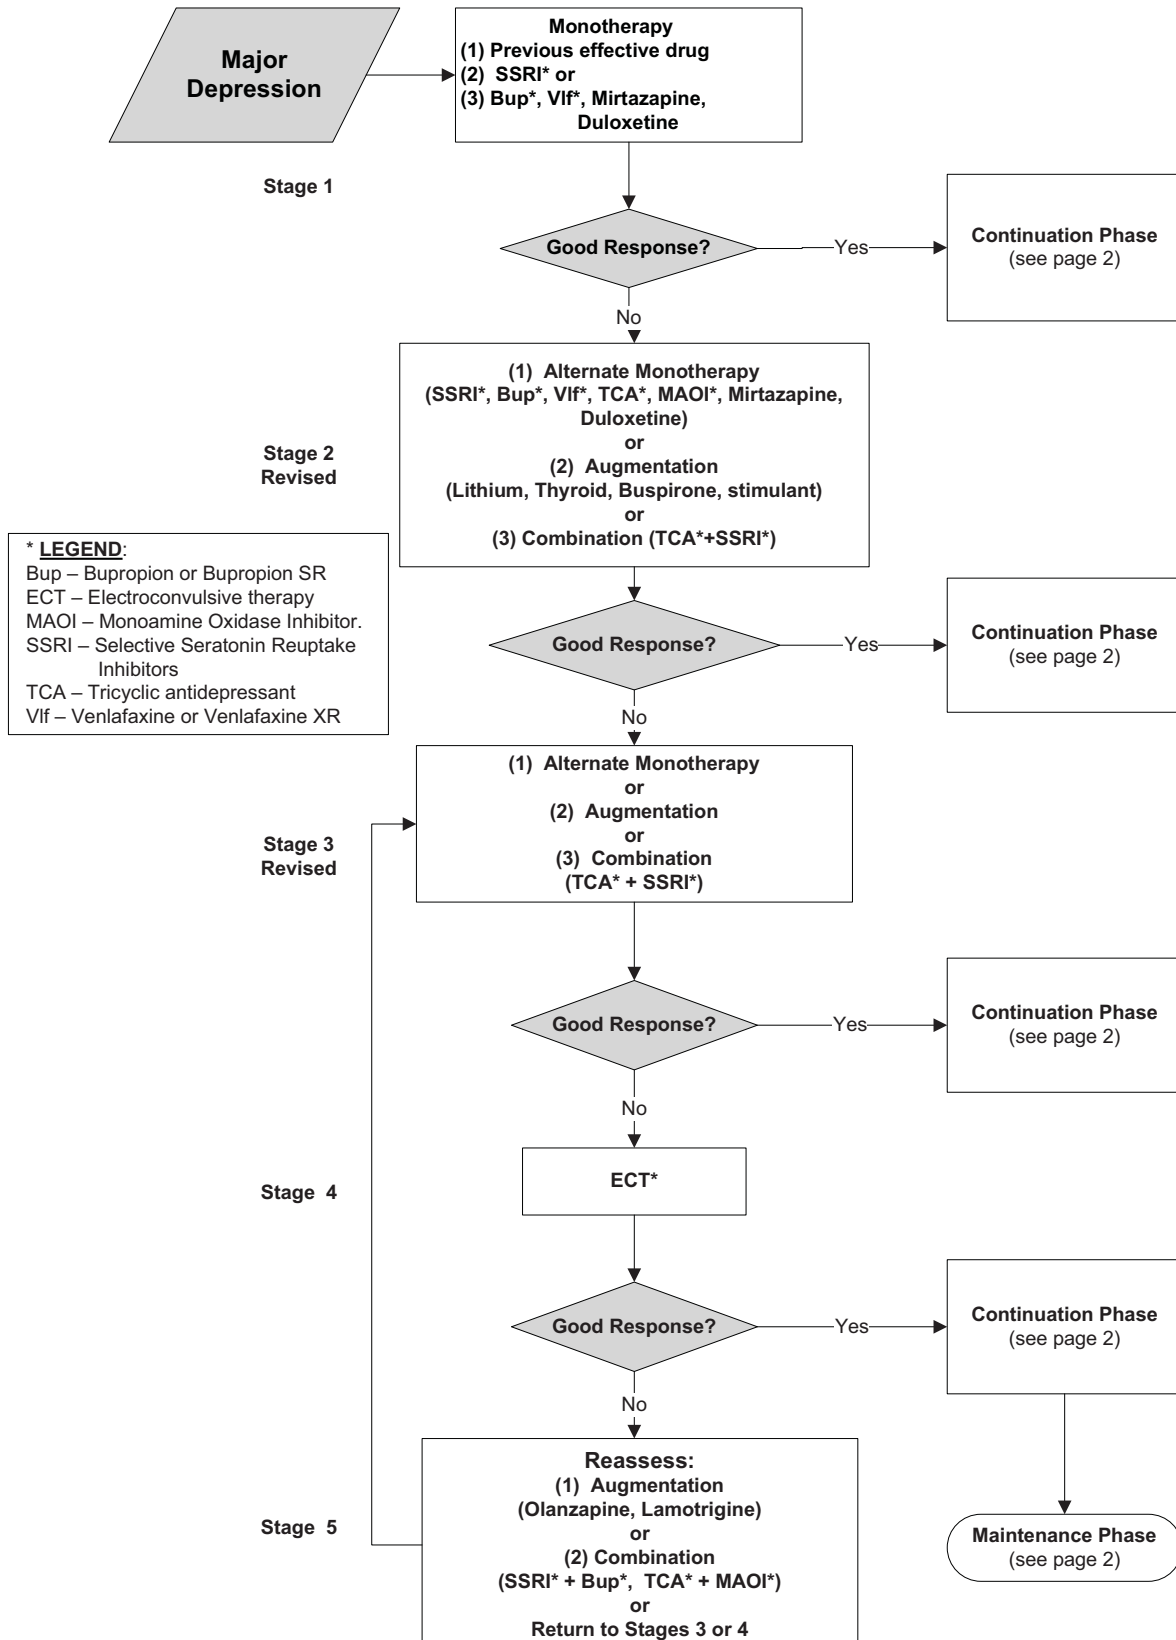 Major
Depression
Monotherapy
(1) Previous effective drug
(2) SSRI* or
(3) Bup*, Vlf*, Mirtazapine,
Duloxetine
Stage 1
Good Response?
Yes
Continuation Phase
(see page 2)
No
(1) Alternate Monotherapy
(SSRI*, Bup*, Vlf*, TCA*, MAOI*, Mirtazapine,
Duloxetine)
or
(2) Augmentation
(Lithium, Thyroid, Buspirone, stimulant)
or
(3) Combination (TCA*+SSRI*)
Stage 2
Revised
* LEGEND:
Bup – Bupropion or Bupropion SR
ECT – Electroconvulsive therapy
MAOI – Monoamine Oxidase Inhibitor.
SSRI – Selective Seratonin Reuptake
Inhibitors
TCA – Tricyclic antidepressant
Vlf – Venlafaxine or Venlafaxine XR
Good Response?
Yes
Continuation Phase
(see page 2)
No
(1) Alternate Monotherapy
or
(2) Augmentation
or
(3) Combination
(TCA* + SSRI*)
Stage 3
Revised
Good Response?
Yes
Continuation Phase
(see page 2)
No
ECT*
Stage 4
Good Response?
Yes
Continuation Phase
(see page 2)
No
Reassess:
(1) Augmentation
(Olanzapine, Lamotrigine)
or
(2) Combination
(SSRI* + Bup*, TCA* + MAOI*)
or
Return to Stages 3 or 4
Stage 5
Maintenance Phase
(see page 2)